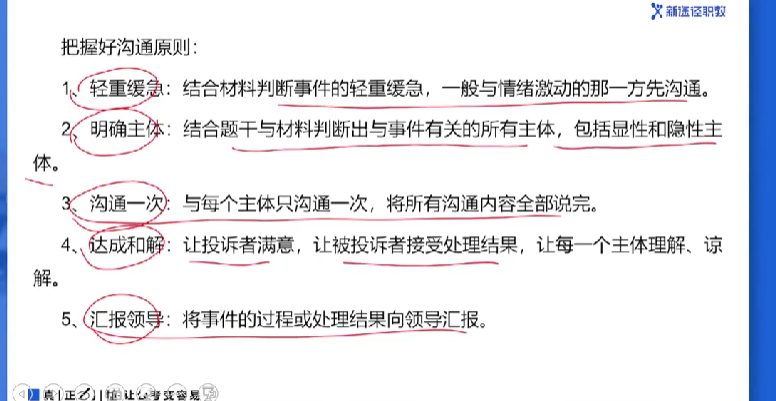 新途径职教
把握好沟通原则：
1、轻重缓急：结合材料判断事件的轻重缓急，一般与情绪激动的那一方先沟通。
2、明确主体：结合题干与材料判断出与事件有关的所有主体，包括显性和隐性主
体。
3、沟通一次：与每个主体只沟通一次，将所有沟通内容全部说完。
4、达成和解：让投诉者满意，让被投诉者接受处理结果，让每一个主体理解、谅
解。
5、汇报领导：将事件的过程或处理结果向领导汇报。
让公考变容易